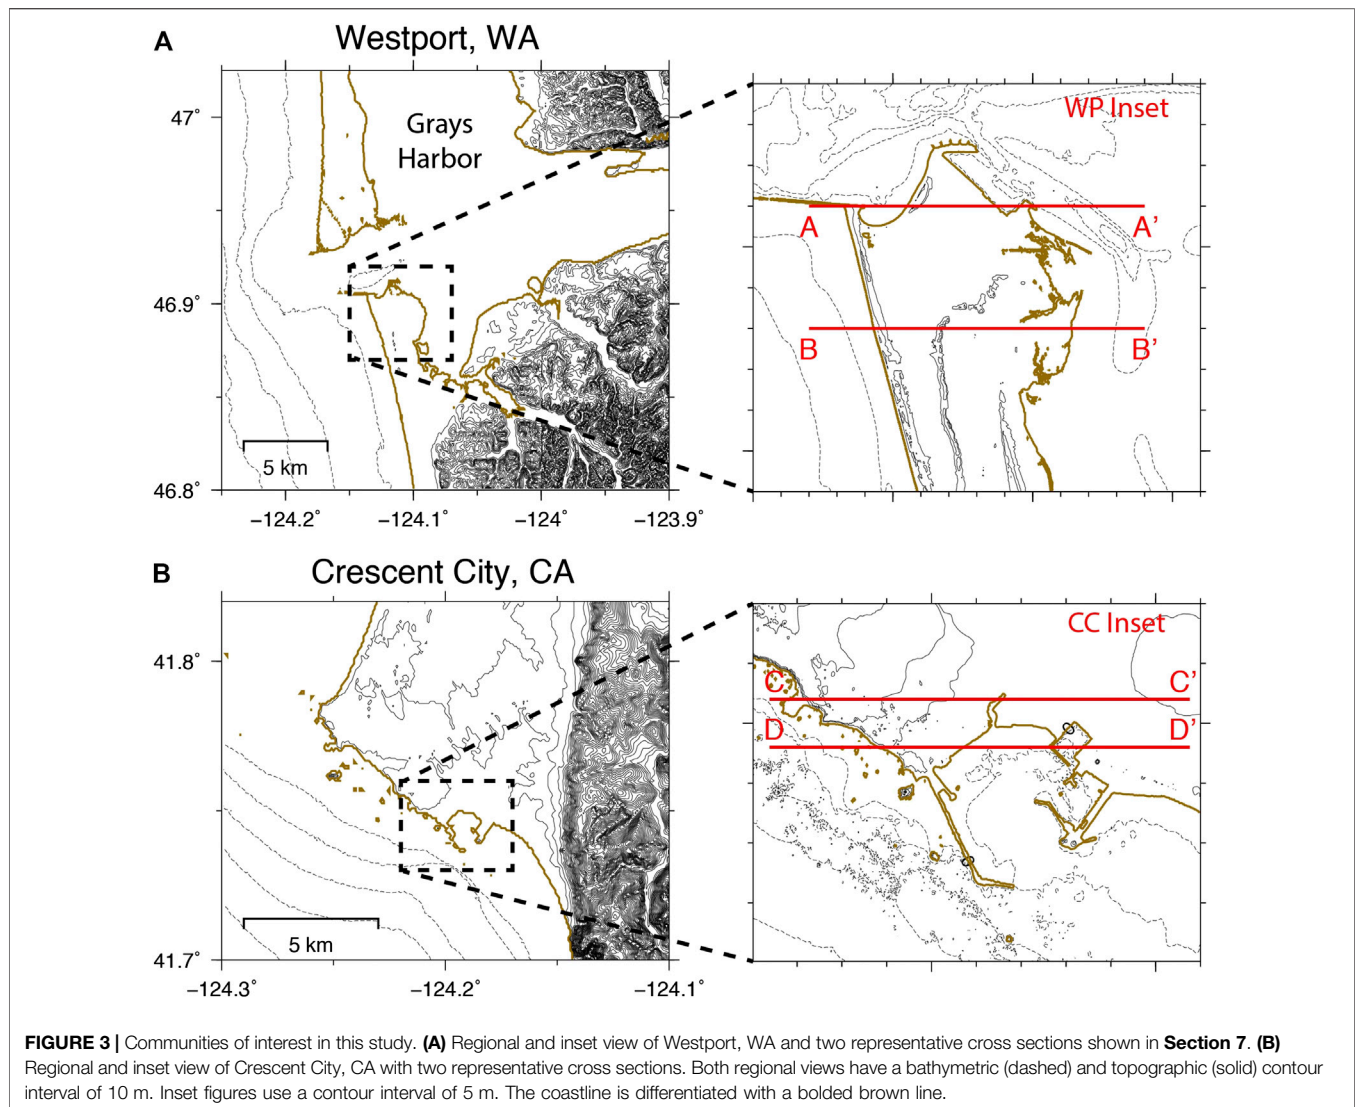 A
Westport, WA
47°
46.9°
46.8°
Grays
Harbor
5 km
−124.2°
−124.1°
−124°
−123.9°
WP Inset
A
A’
B
B’
B
Crescent City, CA
41.8°
41.7°
5 km
−124.3°
−124.2°
−124.1°
CC Inset
C
C’
D
D’
FIGURE 3 | Communities of interest in this study. (A) Regional and inset view of Westport, WA and two representative cross sections shown in Section 7. (B)
Regional and inset view of Crescent City, CA with two representative cross sections. Both regional views have a bathymetric (dashed) and topographic (solid) contour
interval of 10 m. Inset figures use a contour interval of 5 m. The coastline is differentiated with a bolded brown line.